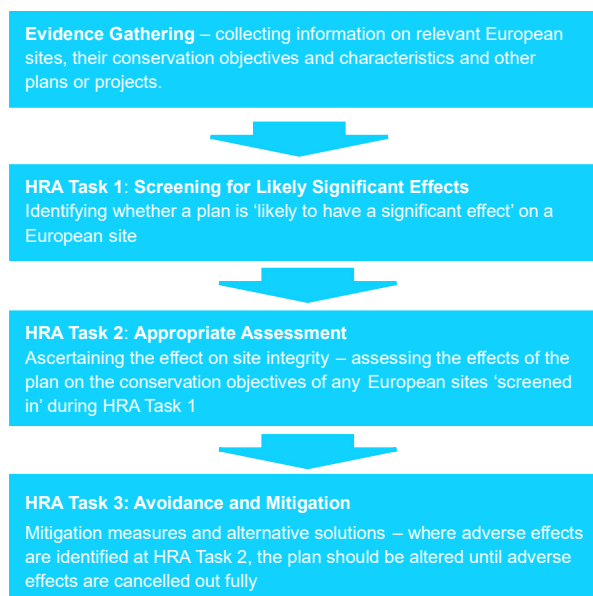 Evidence Gathering – collecting information on relevant European
sites, their conservation objectives and characteristics and other
plans or projects.
HRA Task 1: Screening for Likely Significant Effects
Identifying whether a plan is ‘likely to have a significant effect’ on a
European site
HRA Task 2: Appropriate Assessment
Ascertaining the effect on site integrity – assessing the effects of the
plan on the conservation objectives of any European sites ‘screened
in’ during HRA Task 1
HRA Task 3: Avoidance and Mitigation
Mitigation measures and alternative solutions – where adverse effects
are identified at HRA Task 2, the plan should be altered until adverse
effects are cancelled out fully